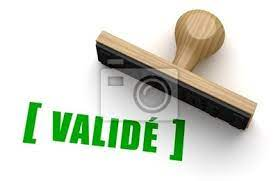 [ VALIDÉ ]